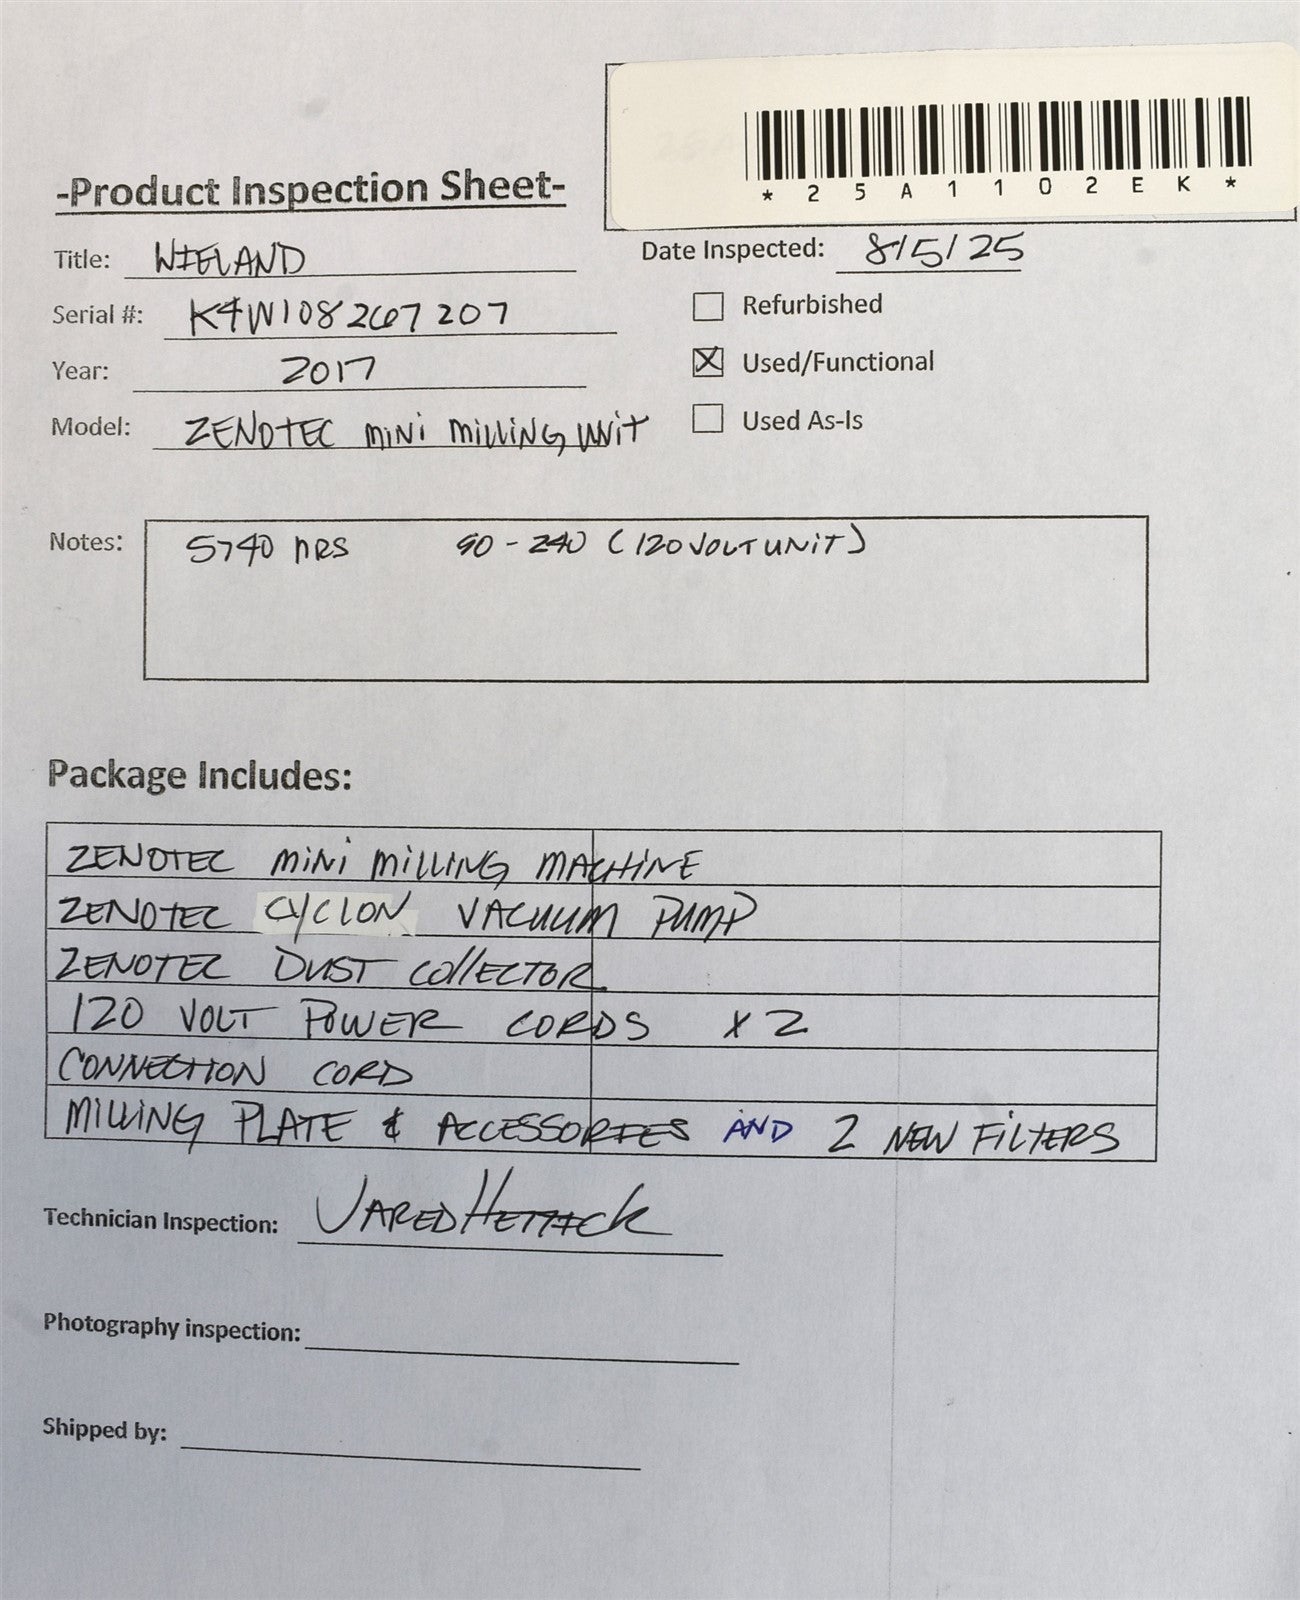 *25A1102EK*
-Product Inspection Sheet-
Title: WIELAND
Date Inspected: 8/5/25
Serial #: K4W108267207
Refurbished
Year: 2017
Used/Functional
Model: ZENOTEC MiNi MilliNG UNiT
Used As-Is
Notes: 5740 HRS 90-240 (120 VOLT UNiT)
Package Includes:
ZENOTEC MiNi MilliNG MACHiNE
ZENOTEC CYCLON VACUUM PUMP
ZENOTEC DUST COllECTOR
120 VOLT POWER CORDS X 2
CONNECTION CORD
MilliNG PLATE & ACCESSORIES AND 2 NEW FiLTERS
Technician Inspection: JARED
Photography inspection:
Shipped by: